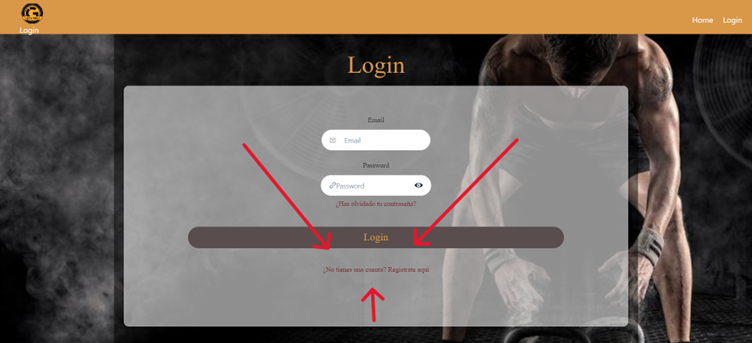 Home Login
Login
Login
Email
Email
Password
Password
¿Has olvidado tu contraseña?
Login
¿No tienes una cuenta? Registrate aquí